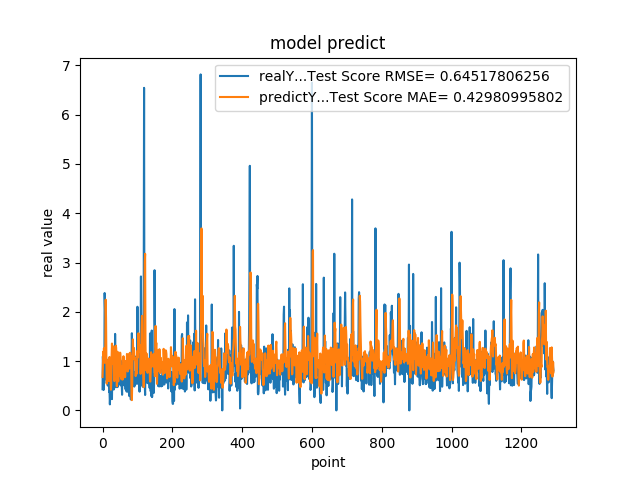 model predict
realY...Test Score RMSE= 0.64517806256
predictY...Test Score MAE= 0.42980995802
7
6
5
4
3
2
1
0
real value
0 200 400 600 800 1000 1200
point